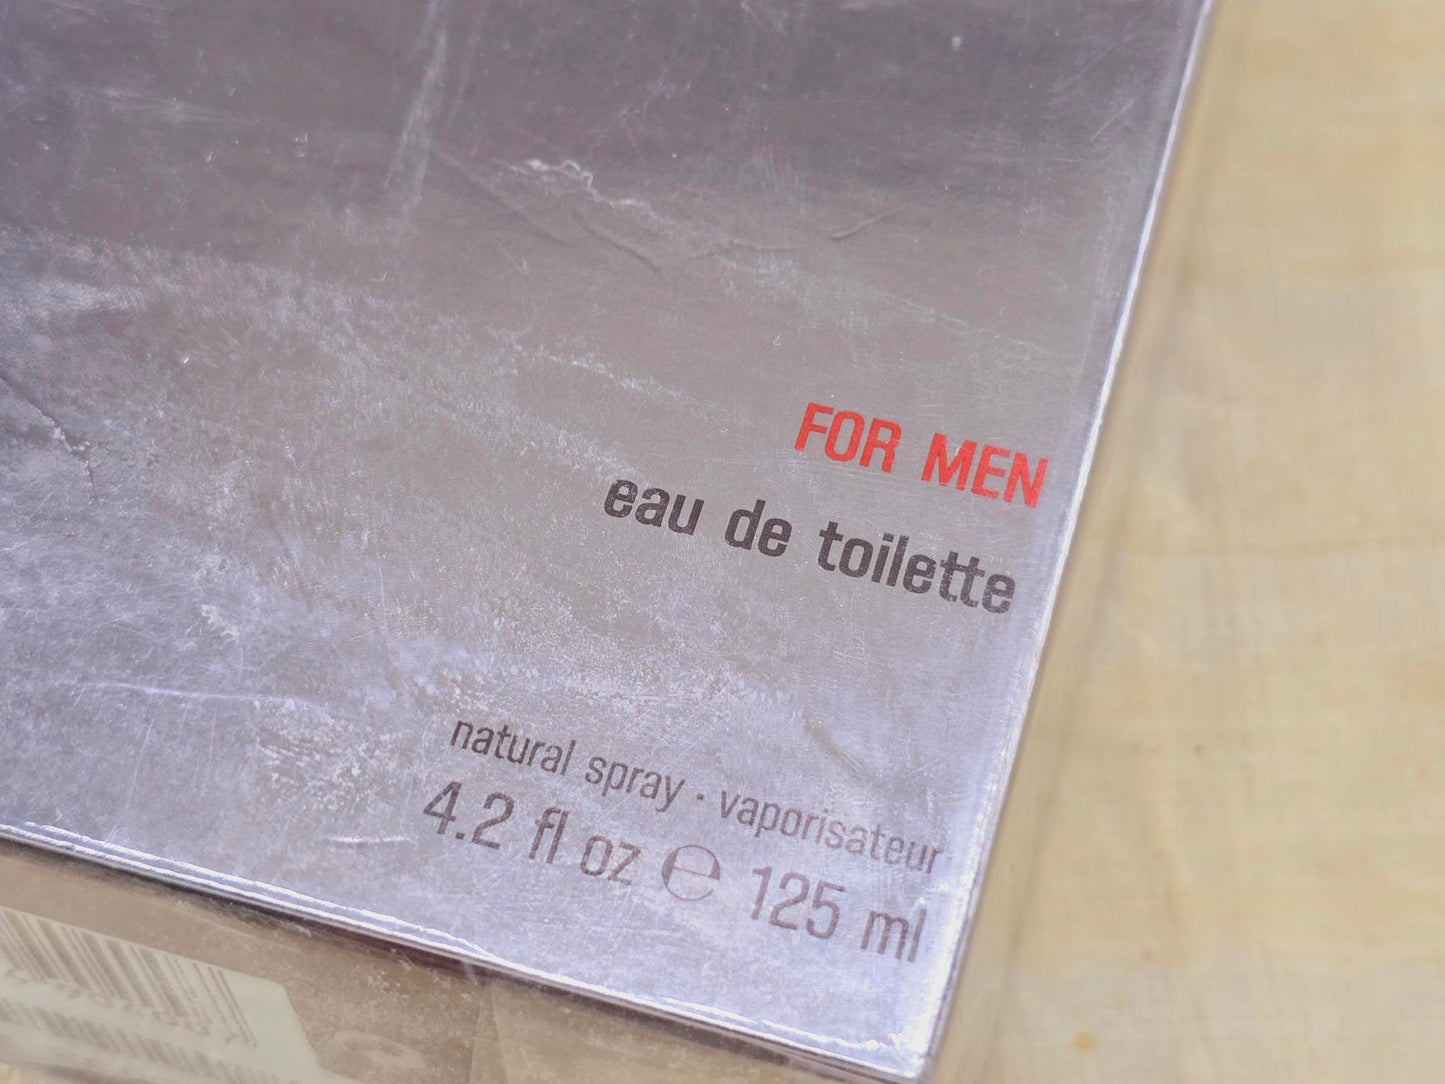 FOR MEN
eau de toilette
natural spray · vaporisateur
4.2 fl oz ℮ 125 ml